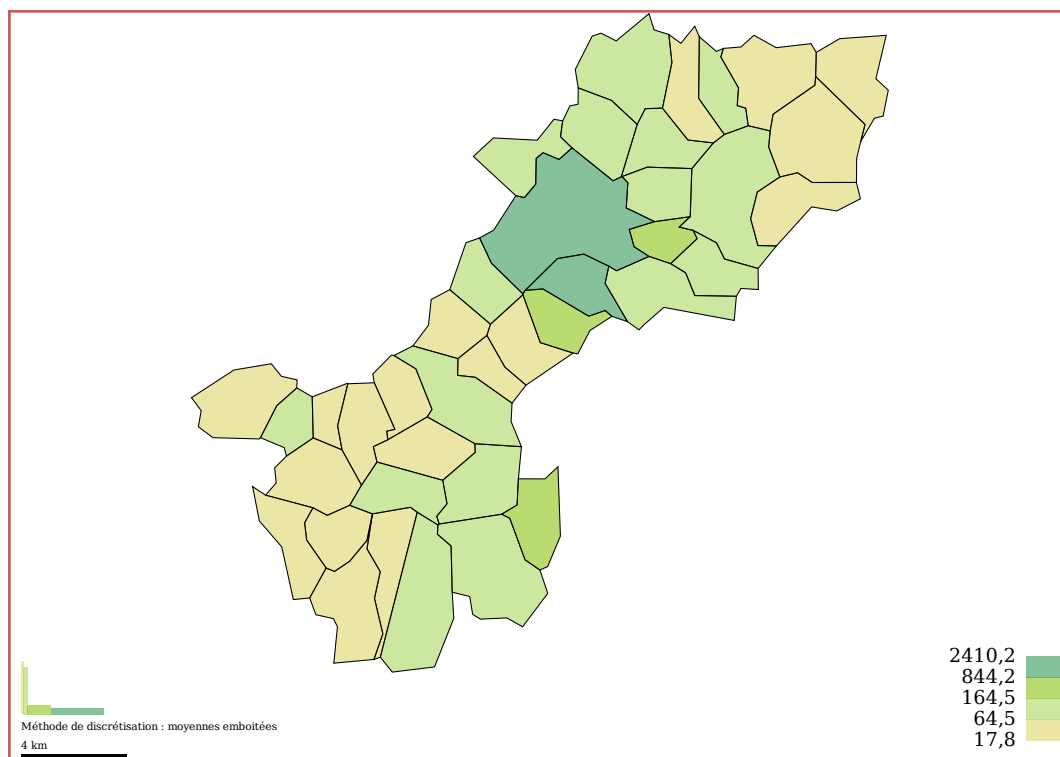 2410,2
844,2
164,5
64,5
17,8
Méthode de discrétisation : moyennes emboitées
4 km